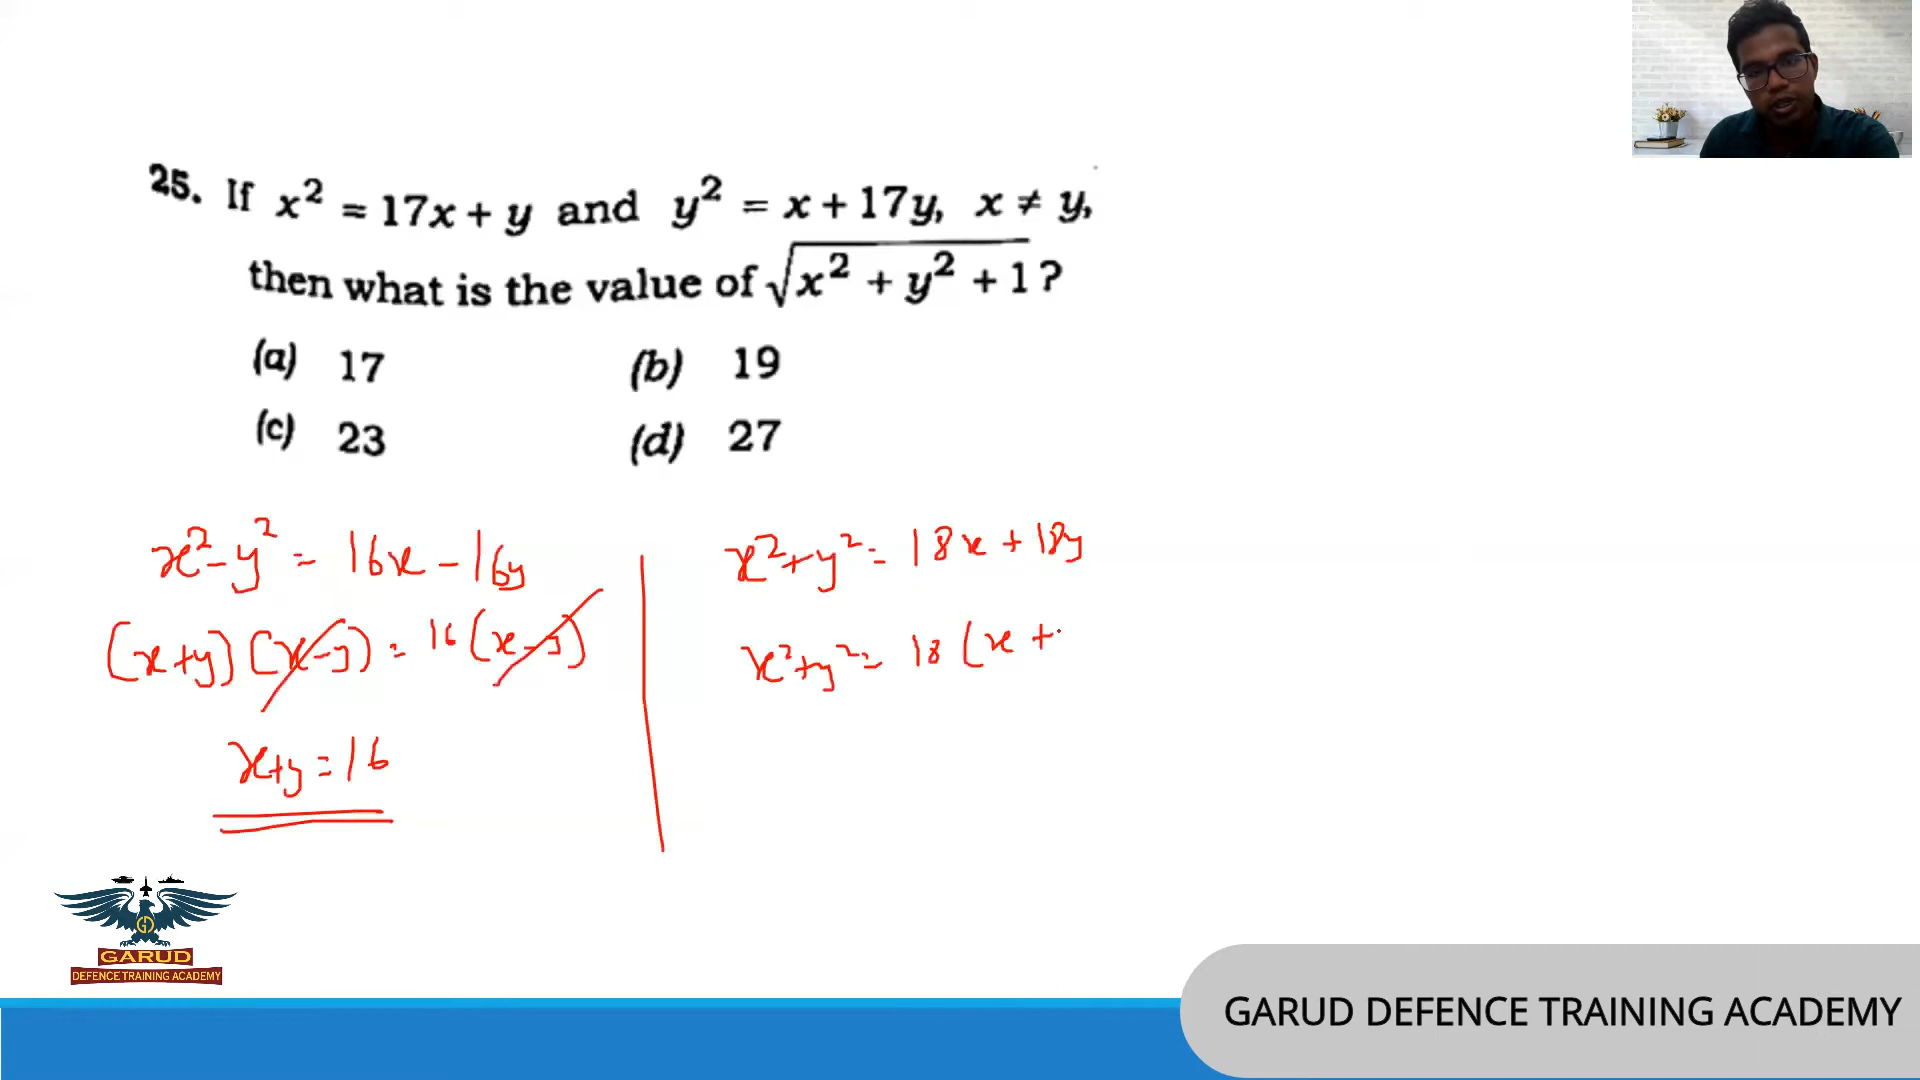 25. If x² = 17x + y and y² = x + 17y, x ≠ y,
then what is the value of √(x² + y² + 1) ?
(a) 17 (b) 19
(c) 23 (d) 27
x² - y² = 16x - 16y
(x+y) (x-y) = 16 (x-y)
x+y = 16
x² + y² = 18x + 18y
x² + y² = 18 (x +
GD
GARUD
DEFENCE TRAINING ACADEMY
GARUD DEFENCE TRAINING ACADEMY